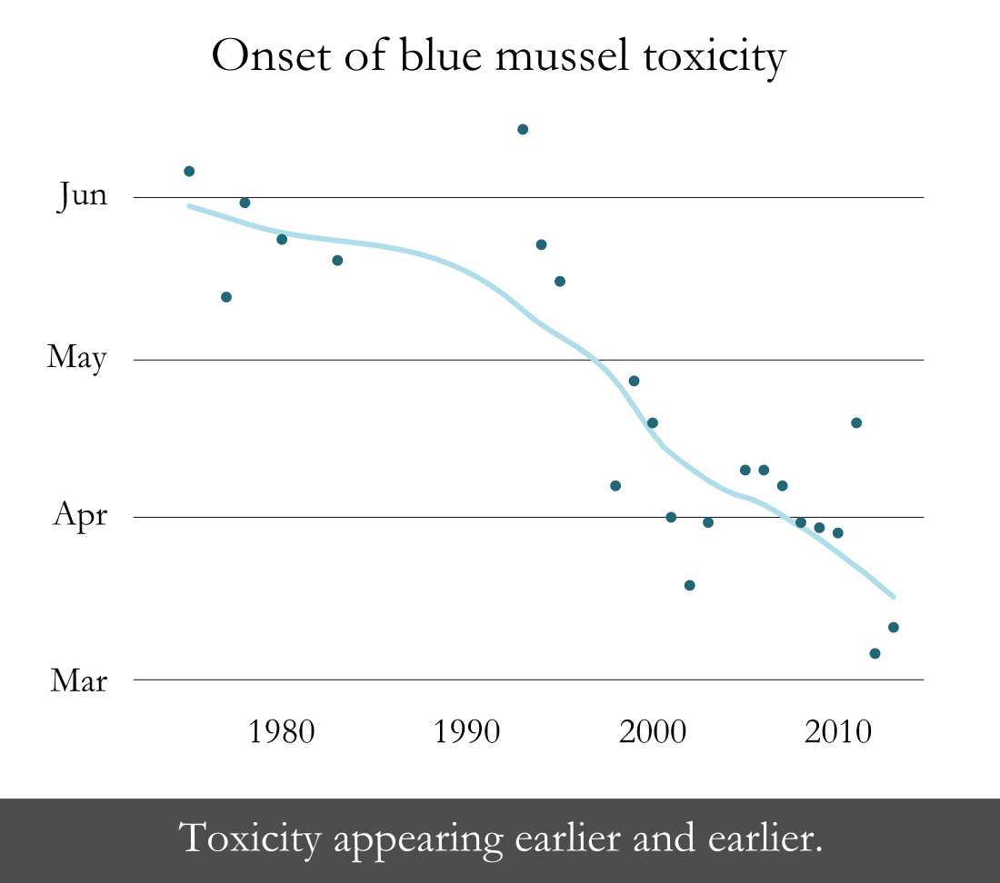 Onset of blue mussel toxicity
Jun
May
Apr
Mar
1980 1990 2000 2010
Toxicity appearing earlier and earlier.